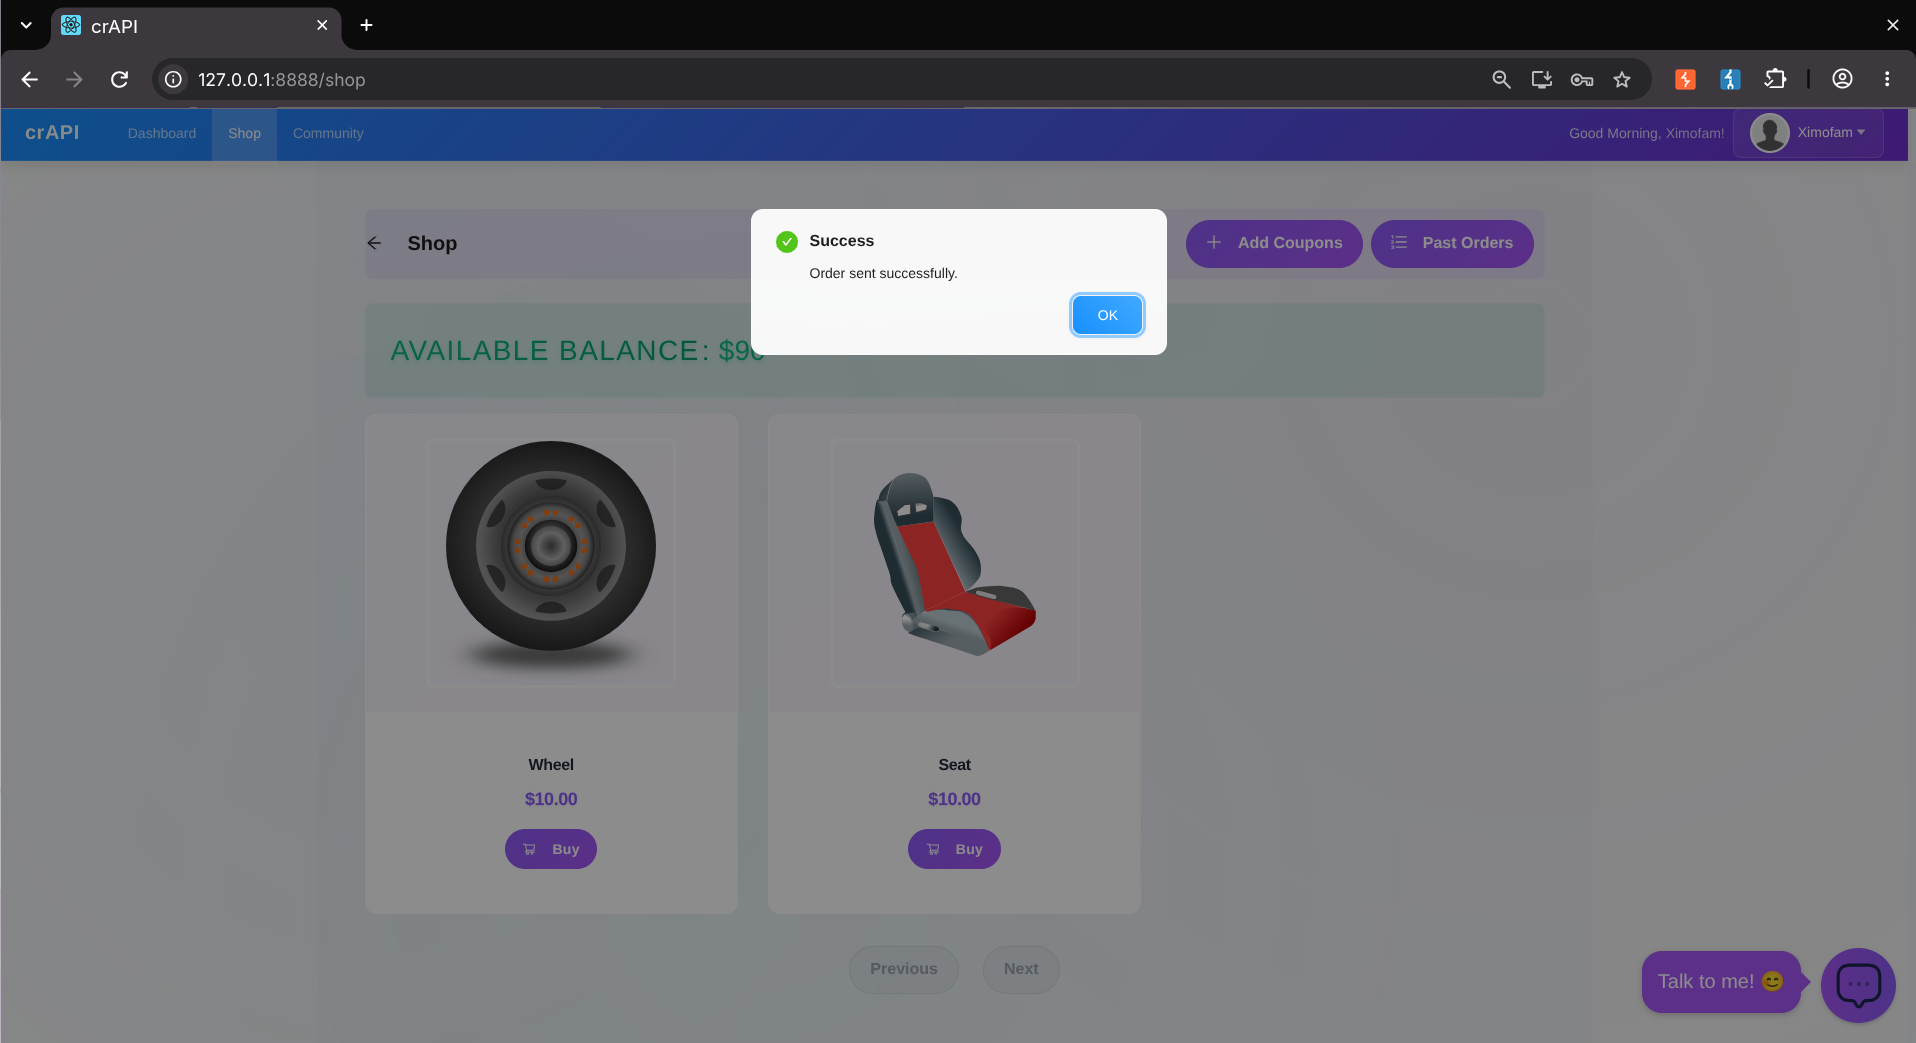 crAPI
127.0.0.1:8888/shop
crAPI Dashboard Shop Community Good Morning, Ximofam! Ximofam
Shop Add Coupons Past Orders
Success
Order sent successfully.
OK
AVAILABLE BALANCE: $90
Wheel
$10.00
Buy
Seat
$10.00
Buy
Previous Next
Talk to me! 😊